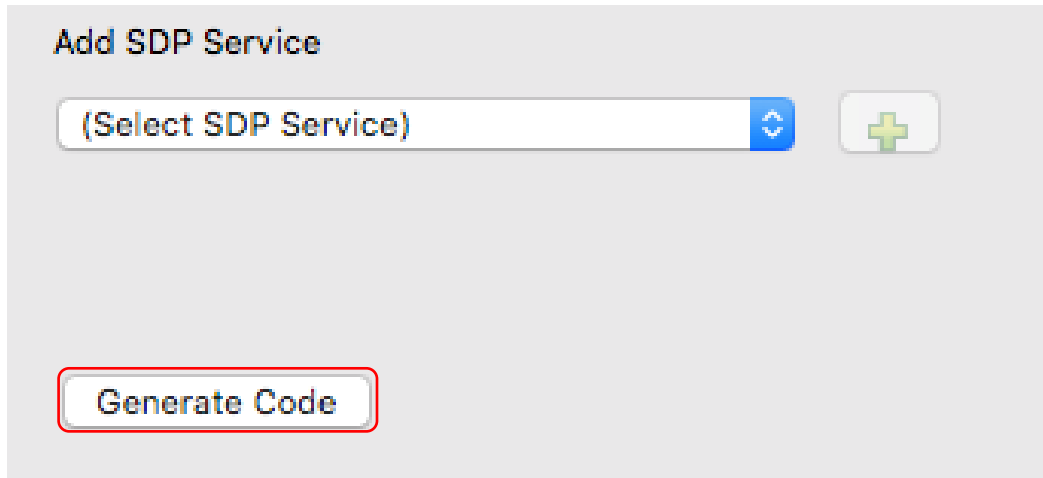 Add SDP Service
(Select SDP Service)
Generate Code